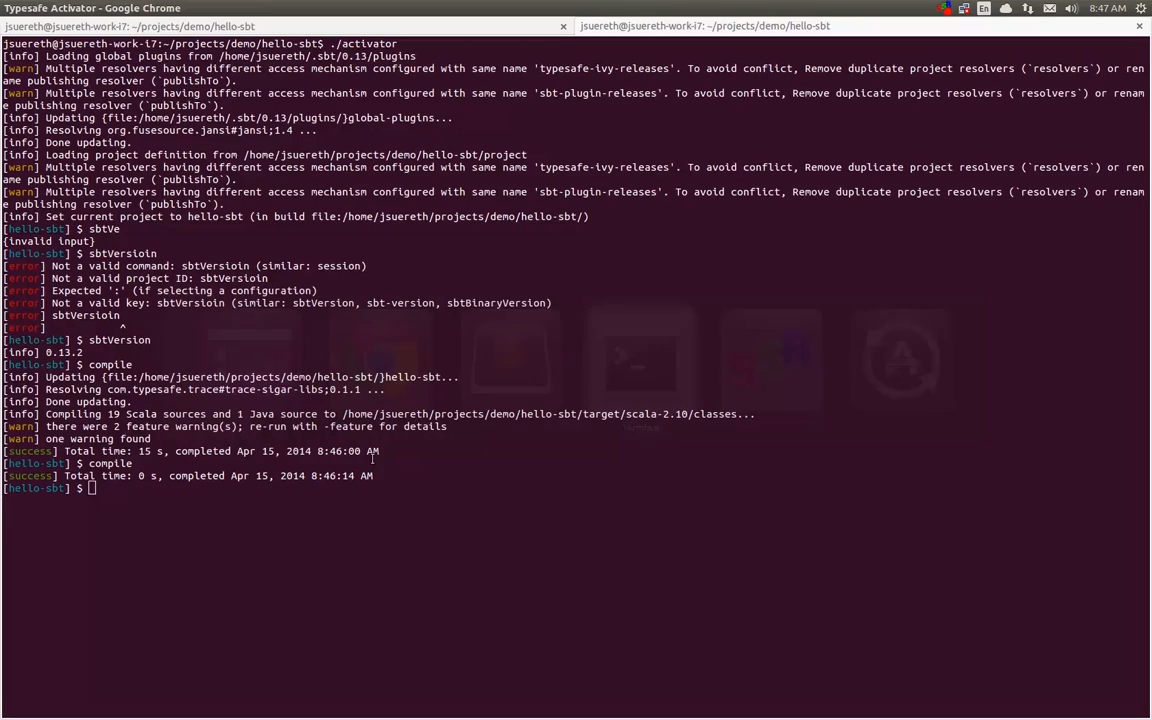 Typesafe Activator - Google Chrome
En
8:47 AM
jsuereth@jsuereth-work-i7: ~/projects/demo/hello-sbt
jsuereth@jsuereth-work-i7: ~/projects/demo/hello-sbt
jsuereth@jsuereth-work-i7:~/projects/demo/hello-sbt$ ./activator
[info] Loading global plugins from /home/jsuereth/.sbt/0.13/plugins
[warn] Multiple resolvers having different access mechanism configured with same name 'typesafe-ivy-releases'. To avoid conflict, Remove duplicate project resolvers (`resolvers`) or ren
ame publishing resolver (`publishTo`).
[warn] Multiple resolvers having different access mechanism configured with same name 'sbt-plugin-releases'. To avoid conflict, Remove duplicate project resolvers (`resolvers`) or renam
e publishing resolver (`publishTo`).
[info] Updating {file:/home/jsuereth/.sbt/0.13/plugins/}global-plugins...
[info] Resolving org.fusesource.jansi#jansi;1.4 ...
[info] Done updating.
[info] Loading project definition from /home/jsuereth/projects/demo/hello-sbt/project
[warn] Multiple resolvers having different access mechanism configured with same name 'typesafe-ivy-releases'. To avoid conflict, Remove duplicate project resolvers (`resolvers`) or ren
ame publishing resolver (`publishTo`).
[warn] Multiple resolvers having different access mechanism configured with same name 'sbt-plugin-releases'. To avoid conflict, Remove duplicate project resolvers (`resolvers`) or renam
e publishing resolver (`publishTo`).
[info] Set current project to hello-sbt (in build file:/home/jsuereth/projects/demo/hello-sbt/)
[hello-sbt] $ sbtVe
{invalid input}
[hello-sbt] $ sbtVersioin
[error] Not a valid command: sbtVersioin (similar: session)
[error] Not a valid project ID: sbtVersioin
[error] Expected ':' (if selecting a configuration)
[error] Not a valid key: sbtVersioin (similar: sbtVersion, sbt-version, sbtBinaryVersion)
[error] sbtVersioin
[error]            ^
[hello-sbt] $ sbtVersion
[info] 0.13.2
[hello-sbt] $ compile
[info] Updating {file:/home/jsuereth/projects/demo/hello-sbt/}hello-sbt...
[info] Resolving com.typesafe.trace#trace-sigar-libs;0.1.1 ...
[info] Done updating.
[info] Compiling 19 Scala sources and 1 Java source to /home/jsuereth/projects/demo/hello-sbt/target/scala-2.10/classes...
[warn] there were 2 feature warning(s); re-run with -feature for details
[warn] one warning found
[success] Total time: 15 s, completed Apr 15, 2014 8:46:00 AM
[hello-sbt] $ compile
[success] Total time: 0 s, completed Apr 15, 2014 8:46:14 AM
[hello-sbt] $